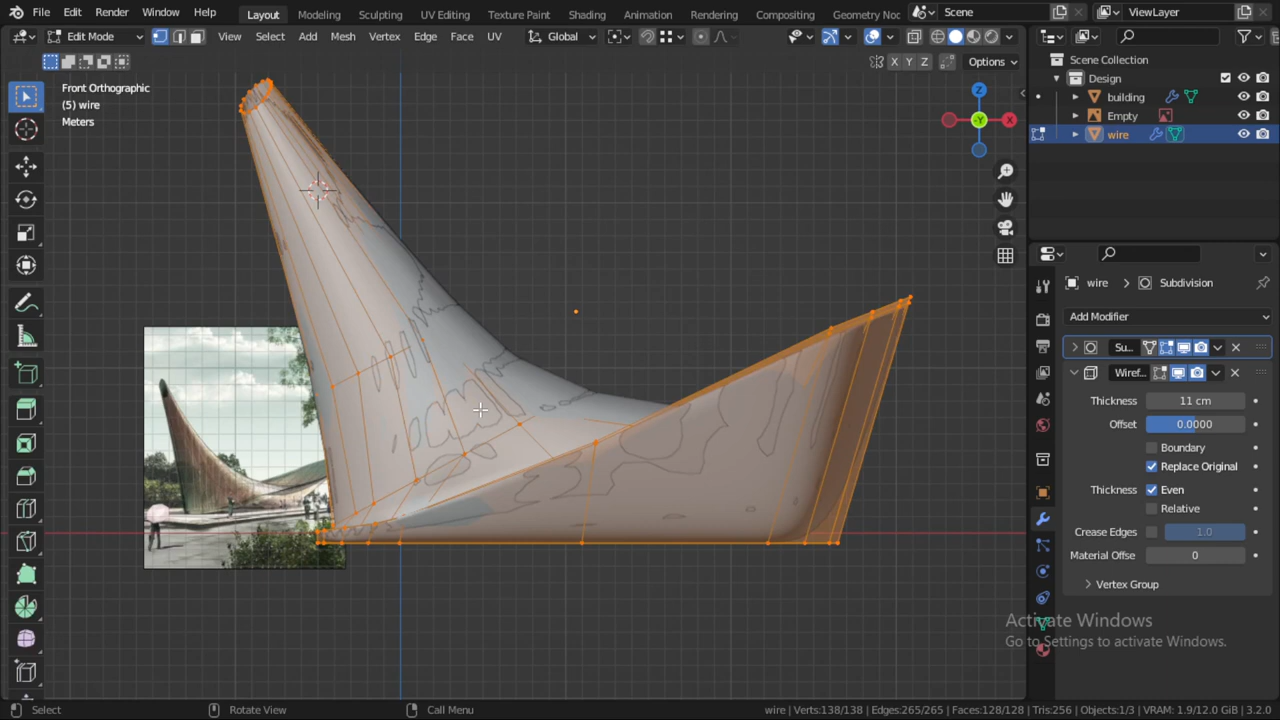 File Edit Render Window Help Layout Modeling Sculpting UV Editing Texture Paint Shading Animation Rendering Compositing Geometry Noc Scene ViewLayer
Edit Mode View Select Add Mesh Vertex Edge Face UV Global
X Y Z Options
Front Orthographic
(5) wire
Meters
Z
-Y
X
Scene Collection
Design
building
Empty
wire
wire Subdivision
Add Modifier
Su...
Wiref...
Thickness 11 cm
Offset 0.0000
Boundary
Replace Original
Thickness Even
Relative
Crease Edges 1.0
Material Offse 0
Vertex Group
Activate Windows
Go to Settings to activate Windows.
Select Rotate View Call Menu wire | Verts:138/138 | Edges:265/265 | Faces:128/128 | Tris:256 | Objects:1/3 | VRAM: 1.9/12.0 GiB | 3.2.0